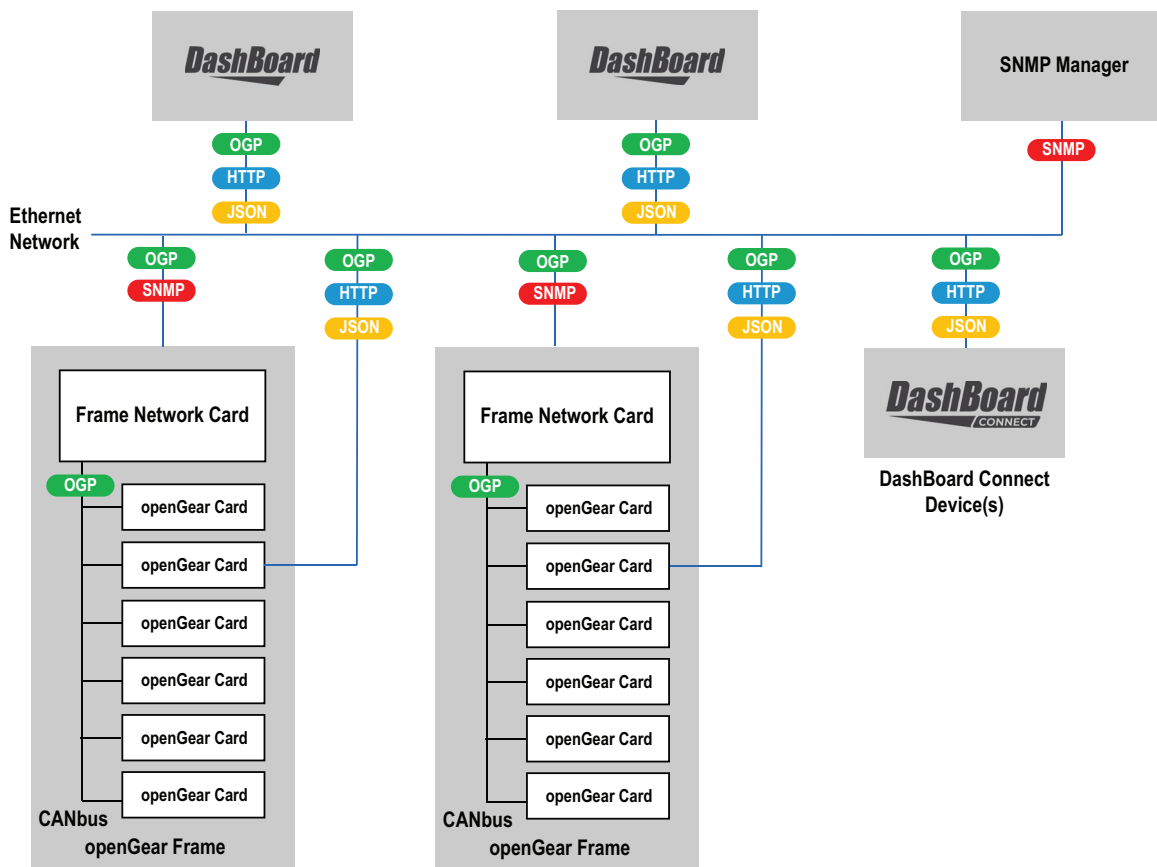 DashBoard
DashBoard
SNMP Manager
OGP
HTTP
JSON
OGP
HTTP
JSON
SNMP
Ethernet
Network
OGP
SNMP
OGP
HTTP
JSON
OGP
SNMP
OGP
HTTP
JSON
OGP
HTTP
JSON
Frame Network Card
OGP
openGear Card
openGear Card
openGear Card
openGear Card
openGear Card
openGear Card
CANbus
openGear Frame
Frame Network Card
OGP
openGear Card
openGear Card
openGear Card
openGear Card
openGear Card
openGear Card
CANbus
openGear Frame
DashBoard
CONNECT
DashBoard Connect
Device(s)